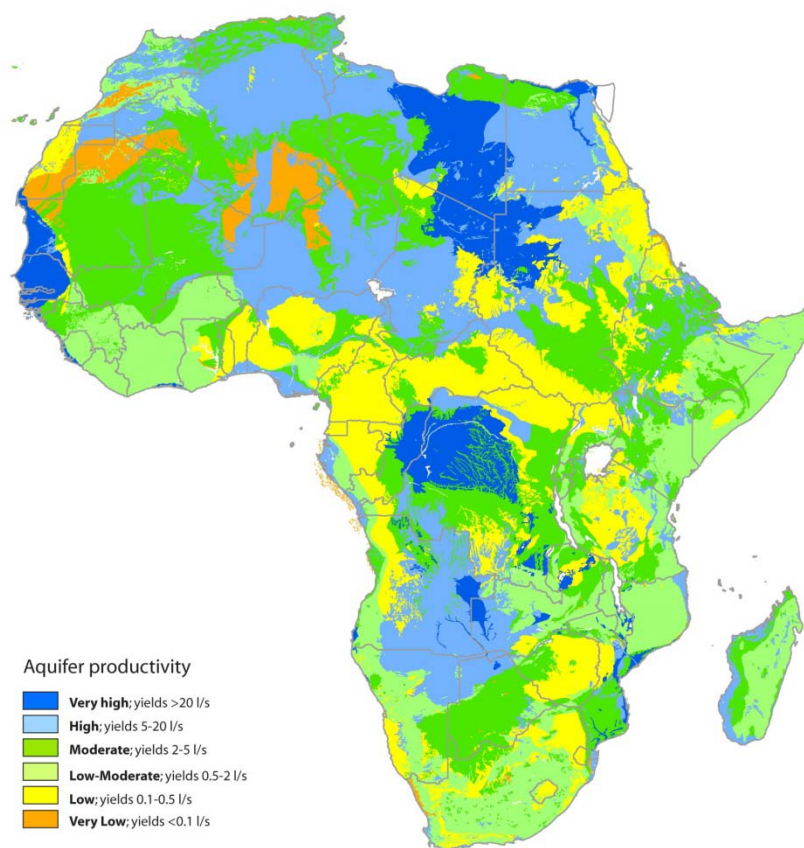 Aquifer productivity
Very high; yields >20 l/s
High; yields 5-20 l/s
Moderate; yields 2-5 l/s
Low-Moderate; yields 0.5-2 l/s
Low; yields 0.1-0.5 l/s
Very Low; yields <0.1 l/s